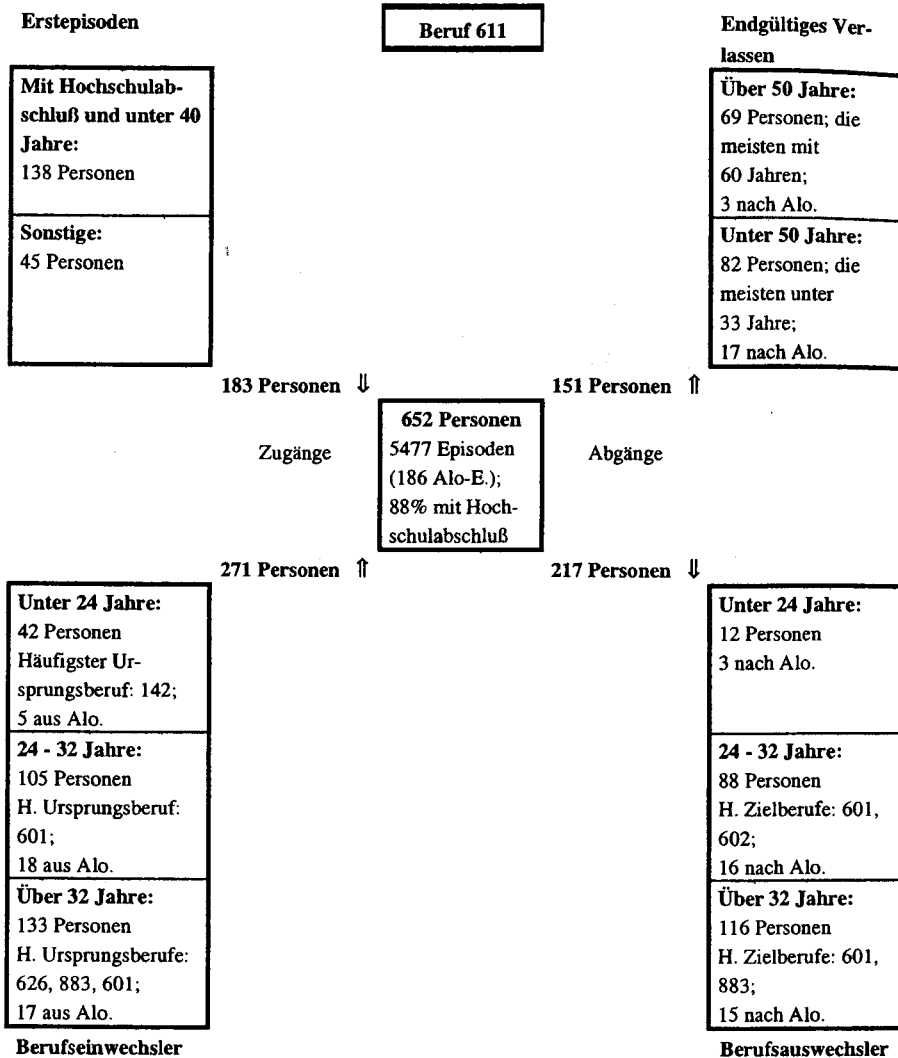 Erstepisoden
Beruf 611
Endgültiges Ver-
lassen
Mit Hochschulab-
schluß und unter 40
Jahre:
138 Personen
Sonstige:
45 Personen
Über 50 Jahre:
69 Personen; die
meisten mit
60 Jahren;
3 nach Alo.
Unter 50 Jahre:
82 Personen; die
meisten unter
33 Jahre;
17 nach Alo.
183 Personen ⇓
151 Personen ⇑
Zugänge
652 Personen
5477 Episoden
(186 Alo-E.);
88% mit Hoch-
schulabschluß
Abgänge
271 Personen ⇑
217 Personen ⇓
Unter 24 Jahre:
42 Personen
Häufigster Ur-
sprungsberuf: 142;
5 aus Alo.
24 - 32 Jahre:
105 Personen
H. Ursprungsberuf:
601;
18 aus Alo.
Über 32 Jahre:
133 Personen
H. Ursprungsberufe:
626, 883, 601;
17 aus Alo.
Berufseinwechsler
Unter 24 Jahre:
12 Personen
3 nach Alo.
24 - 32 Jahre:
88 Personen
H. Zielberufe: 601,
602;
16 nach Alo.
Über 32 Jahre:
116 Personen
H. Zielberufe: 601,
883;
15 nach Alo.
Berufsauswechsler